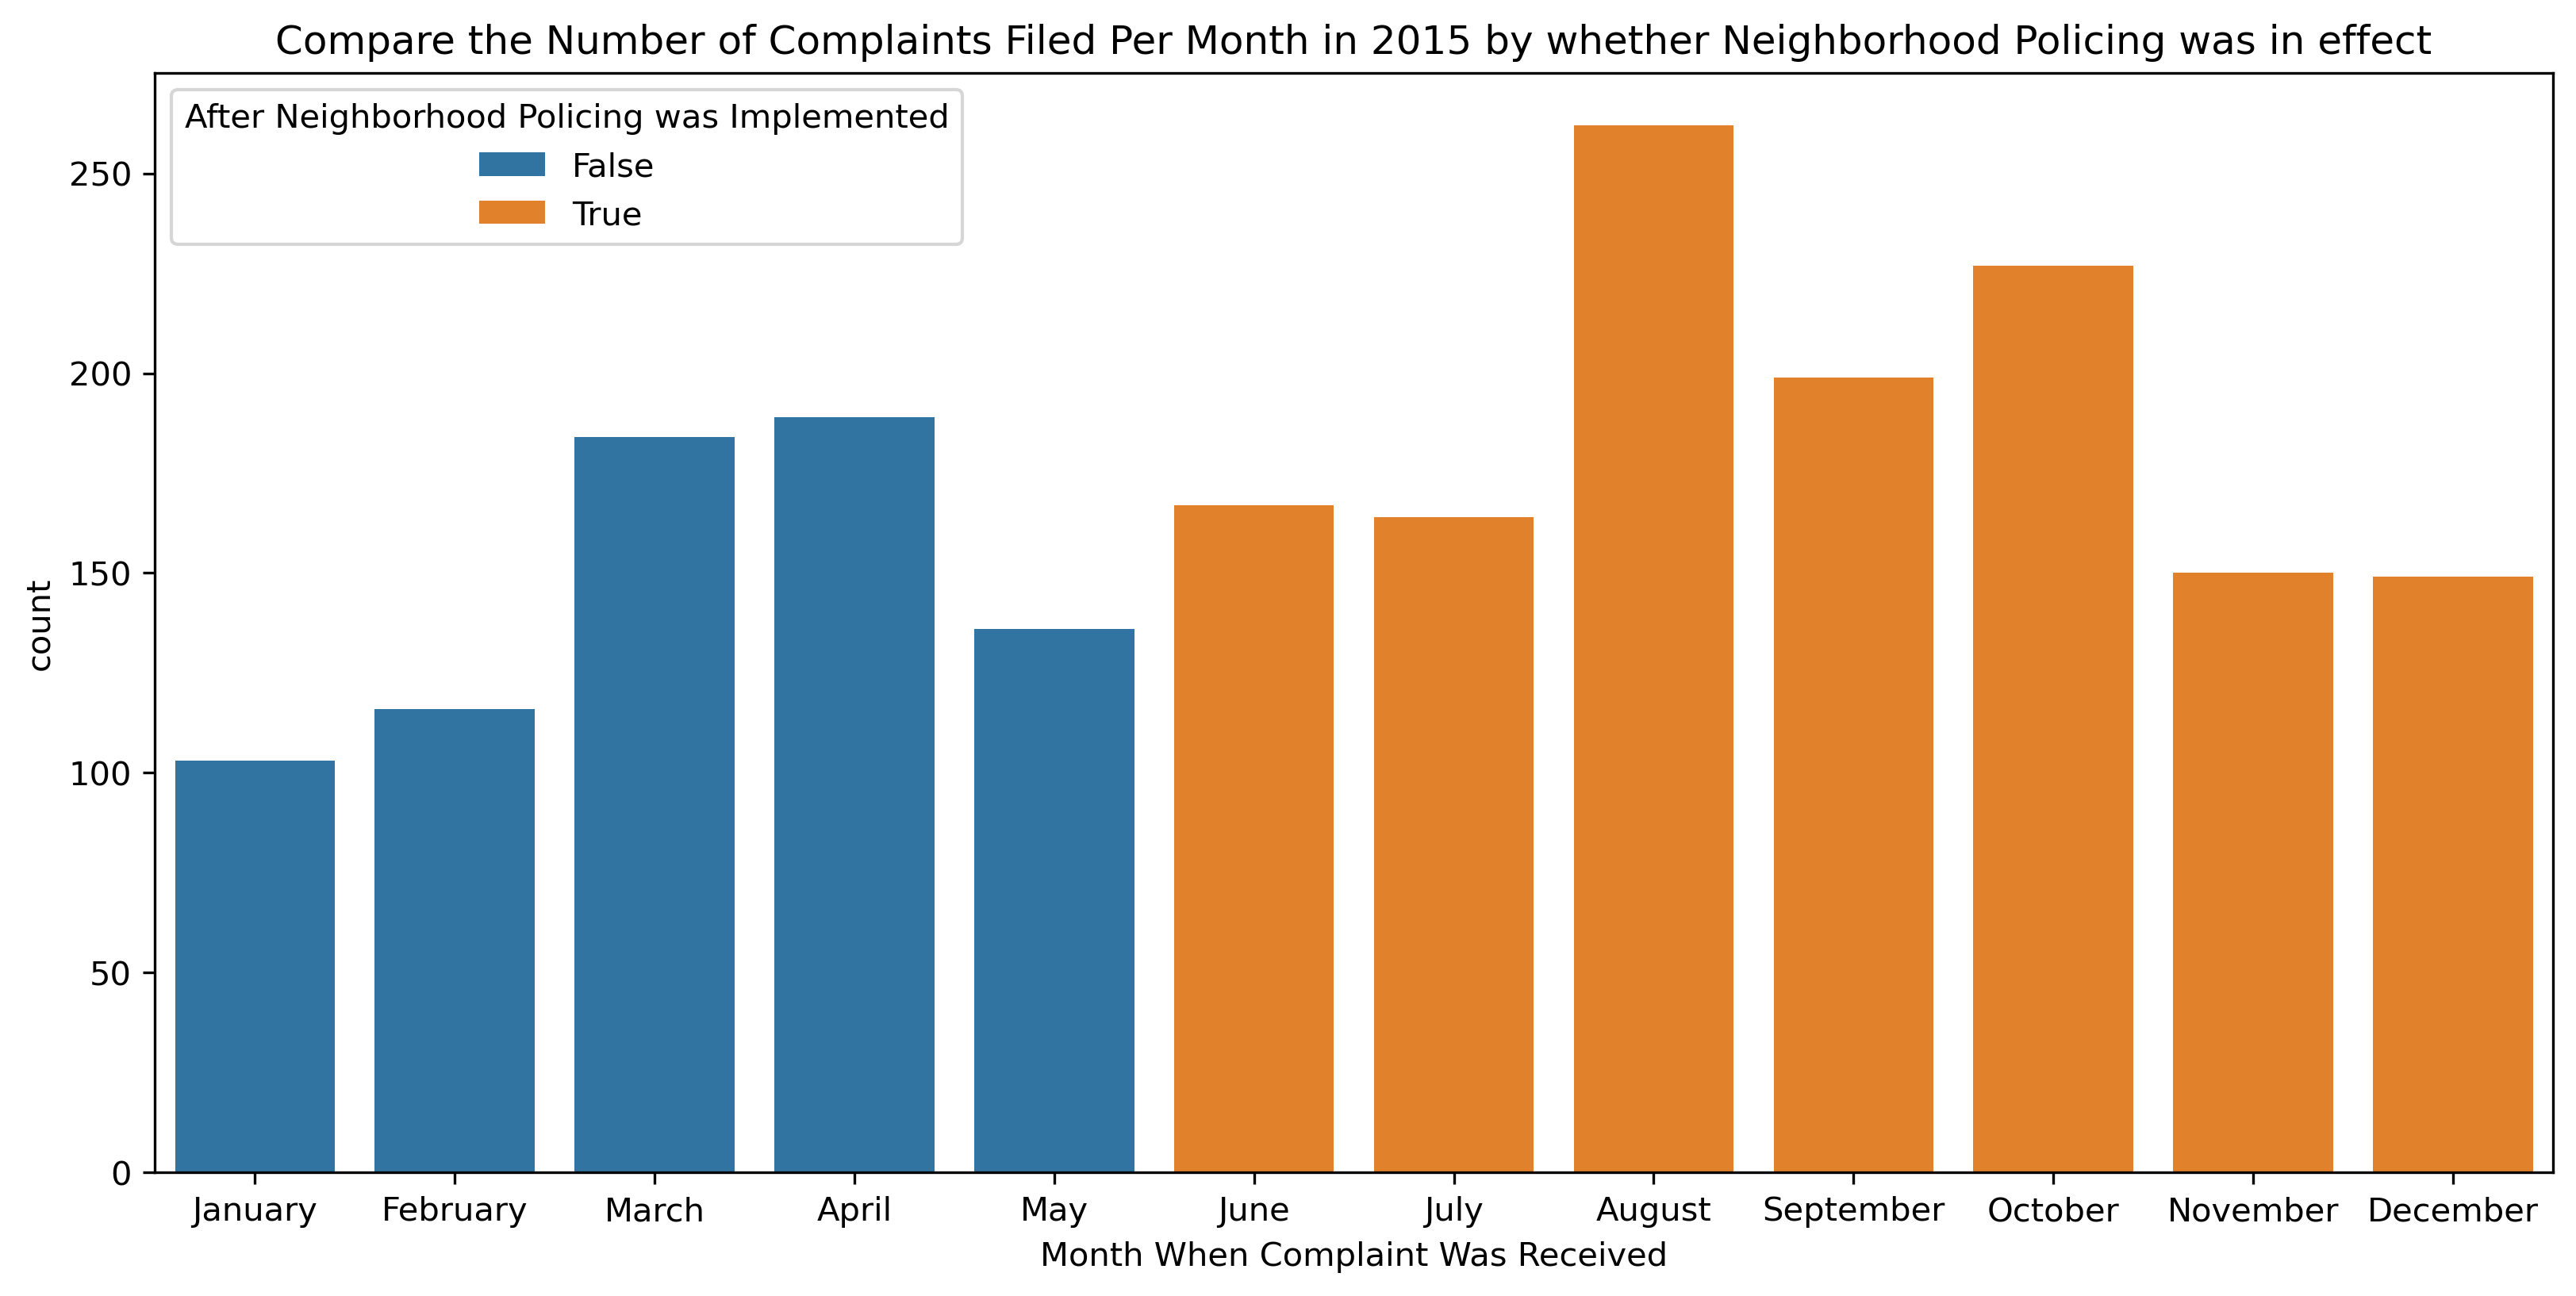 Compare the Number of Complaints Filed Per Month in 2015 by whether Neighborhood Policing was in effect
After Neighborhood Policing was Implemented
False
True
250
200
150
100
50
0
count
January February March April May June July August September October November December
Month When Complaint Was Received